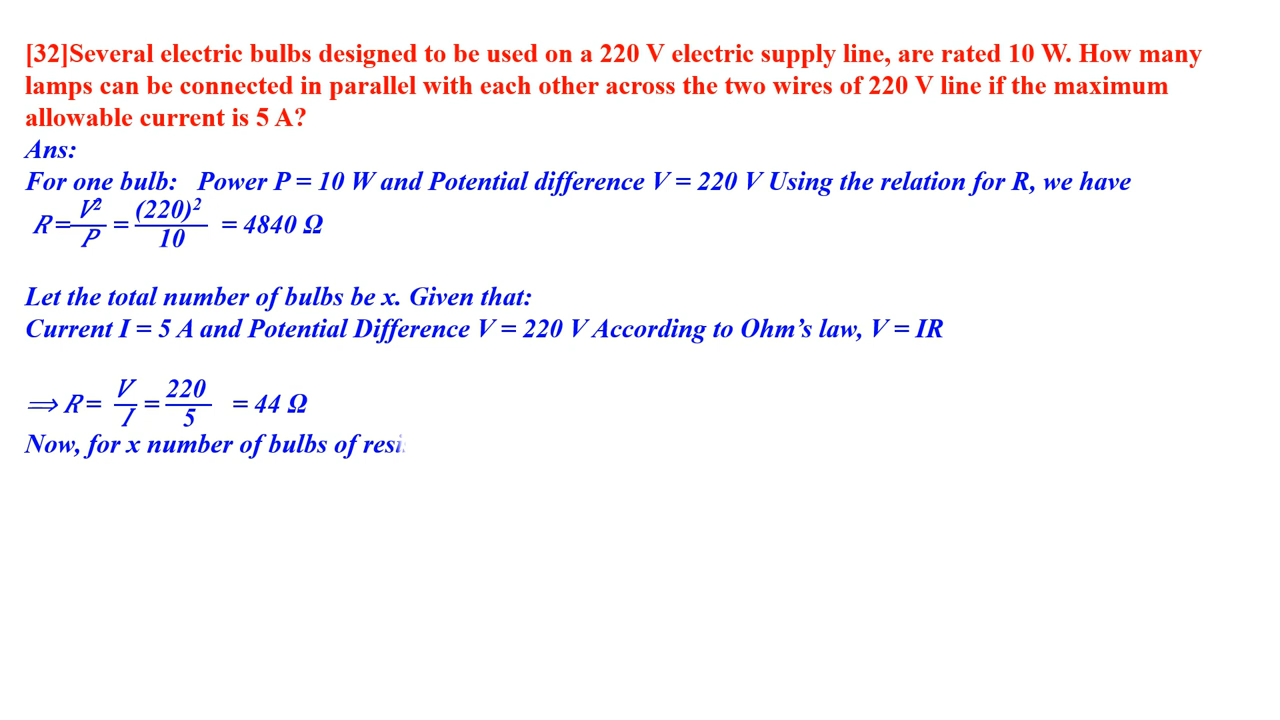 [32]Several electric bulbs designed to be used on a 220 V electric supply line, are rated 10 W. How many
lamps can be connected in parallel with each other across the two wires of 220 V line if the maximum
allowable current is 5 A?
Ans:
For one bulb: Power P = 10 W and Potential difference V = 220 V Using the relation for R, we have
R = V²/P = (220)²/10 = 4840 Ω
Let the total number of bulbs be x. Given that:
Current I = 5 A and Potential Difference V = 220 V According to Ohm’s law, V = IR
⟹ R = V/I = 220/5 = 44 Ω
Now, for x number of bulbs of